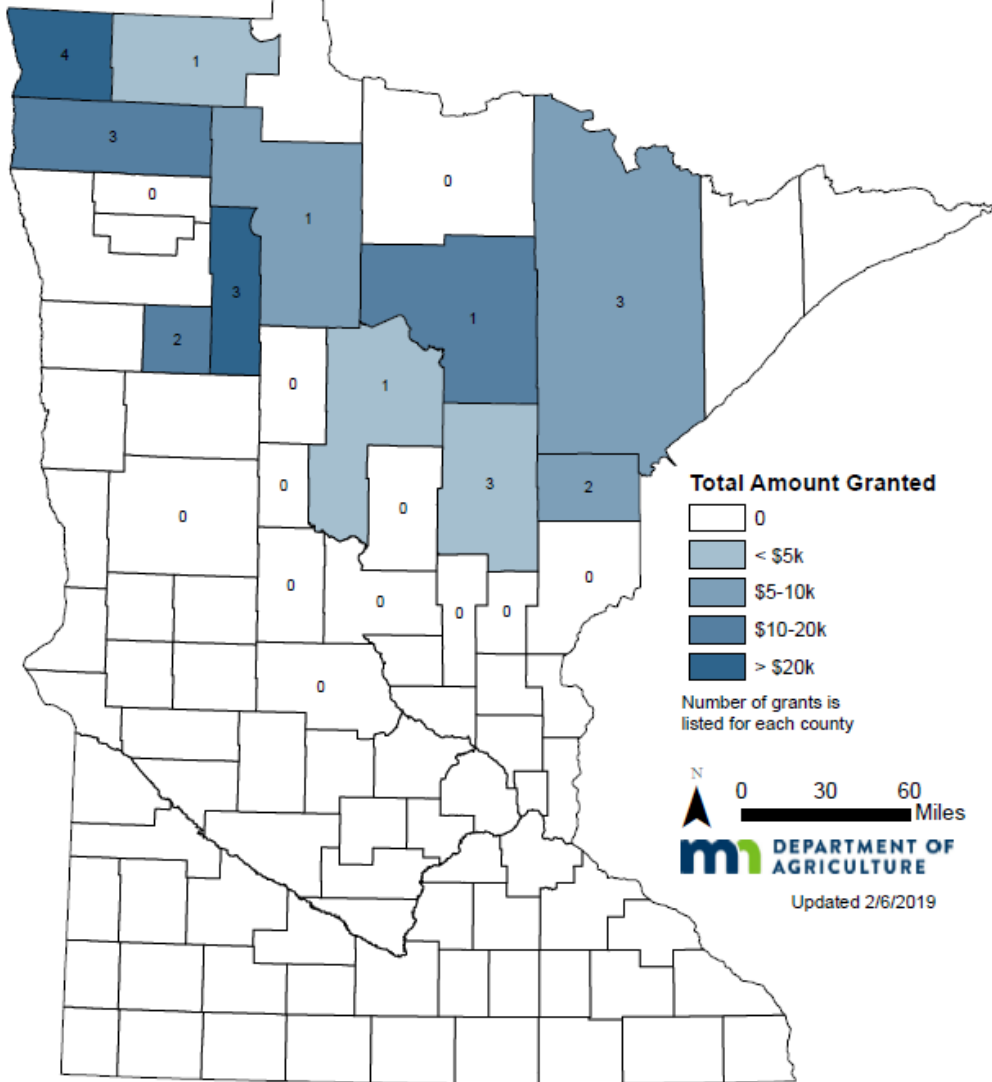 4
1
3
0
0
1
3
3
1
2
0
1
3
2
0
0
0
0
0
0
0
0
0
Total Amount Granted
0
< $5k
$5-10k
$10-20k
> $20k
Number of grants is
listed for each county
N
0 30 60
Miles
mn DEPARTMENT OF
AGRICULTURE
Updated 2/6/2019